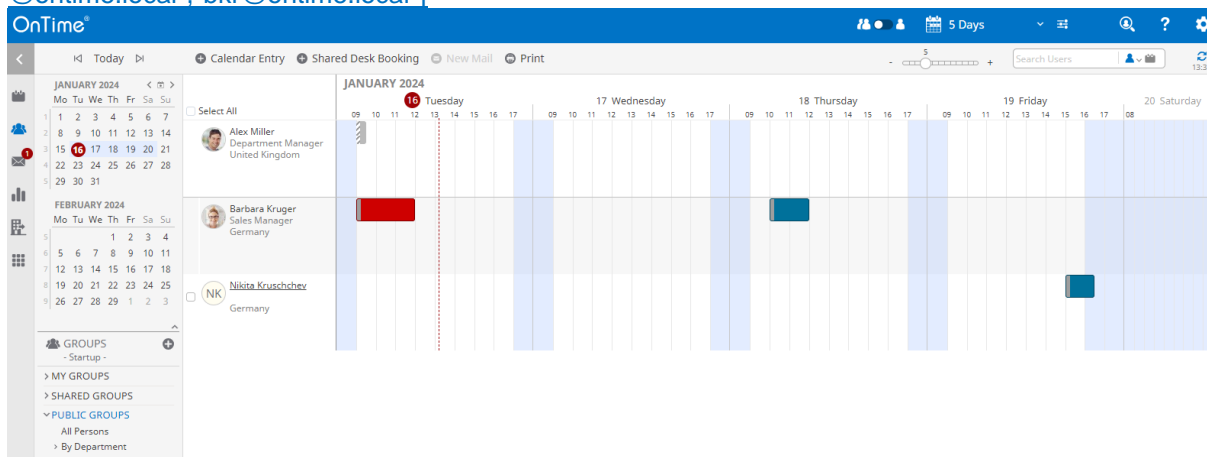 @ontime.local', 'bkr@ontime.local']
OnTime®
5 Days
?
Today
Calendar Entry
Shared Desk Booking
New Mail
Print
-
5
+
Search Users
JANUARY 2024
Mo Tu We Th Fr Sa Su
1 1 2 3 4 5 6 7
2 8 9 10 11 12 13 14
3 15 16 17 18 19 20 21
4 22 23 24 25 26 27 28
5 29 30 31
FEBRUARY 2024
Mo Tu We Th Fr Sa Su
5 1 2 3 4
6 5 6 7 8 9 10 11
7 12 13 14 15 16 17 18
8 19 20 21 22 23 24 25
9 26 27 28 29 1 2 3
GROUPS
- Startup -
MY GROUPS
SHARED GROUPS
PUBLIC GROUPS
All Persons
By Department
1
Select All
JANUARY 2024
16 Tuesday
17 Wednesday
18 Thursday
19 Friday
20 Saturday
09 10 11 12 13 14 15 16 17
09 10 11 12 13 14 15 16 17
09 10 11 12 13 14 15 16 17
09 10 11 12 13 14 15 16 17
08
Alex Miller
Department Manager
United Kingdom
Barbara Kruger
Sales Manager
Germany
NK
Nikita Kruschchev
Germany